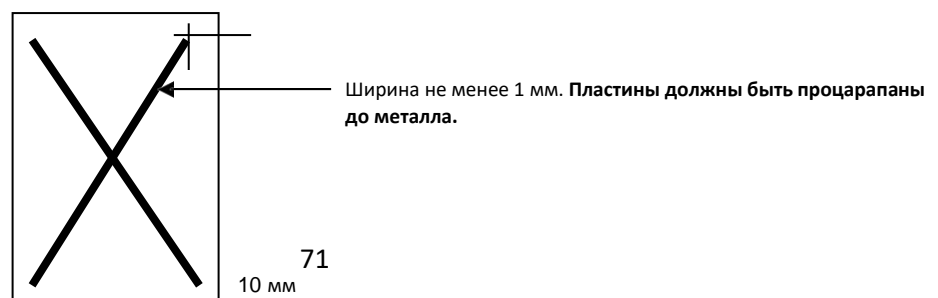 Ширина не менее 1 мм. Пластины должны быть процарапаны
до металла.
71
10 мм